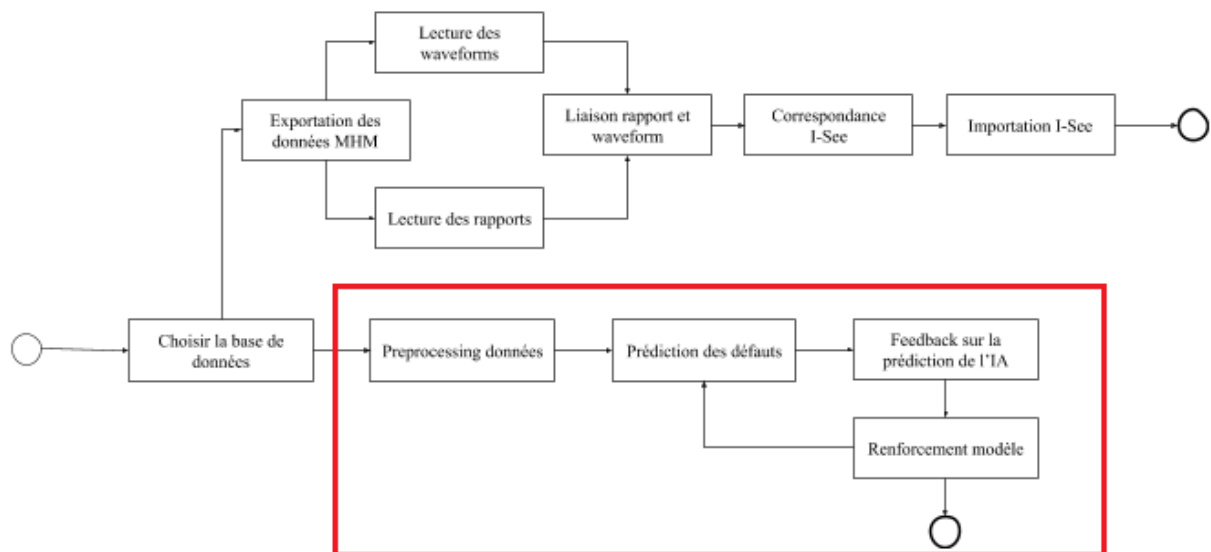 Lecture des
waveforms
Exportation des
données MHM
Liaison rapport et
waveform
Correspondance
I-See
Importation I-See
Lecture des rapports
Choisir la base de
données
Preprocessing données
Prédiction des défauts
Feedback sur la
prédiction de l'IA
Renforcement modèle